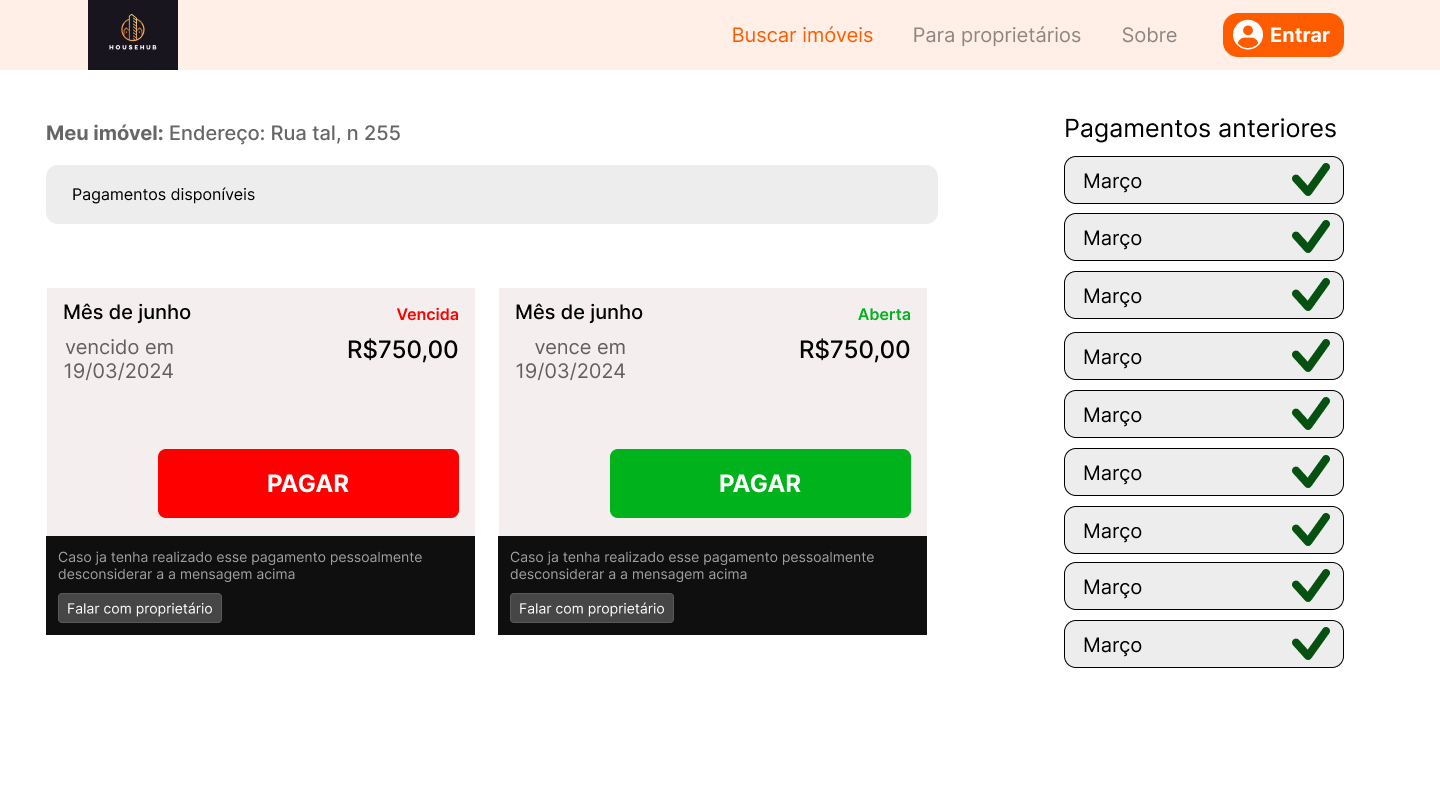 HOUSEHUB
Buscar imóveis
Para proprietários
Sobre
Entrar
Meu imóvel: Endereço: Rua tal, n 255
Pagamentos disponíveis
Mês de junho
Vencida
vencido em
19/03/2024
R$750,00
PAGAR
Caso ja tenha realizado esse pagamento pessoalmente
desconsiderar a a mensagem acima
Falar com proprietário
Mês de junho
Aberta
vence em
19/03/2024
R$750,00
PAGAR
Caso ja tenha realizado esse pagamento pessoalmente
desconsiderar a a mensagem acima
Falar com proprietário
Pagamentos anteriores
Março
Março
Março
Março
Março
Março
Março
Março
Março